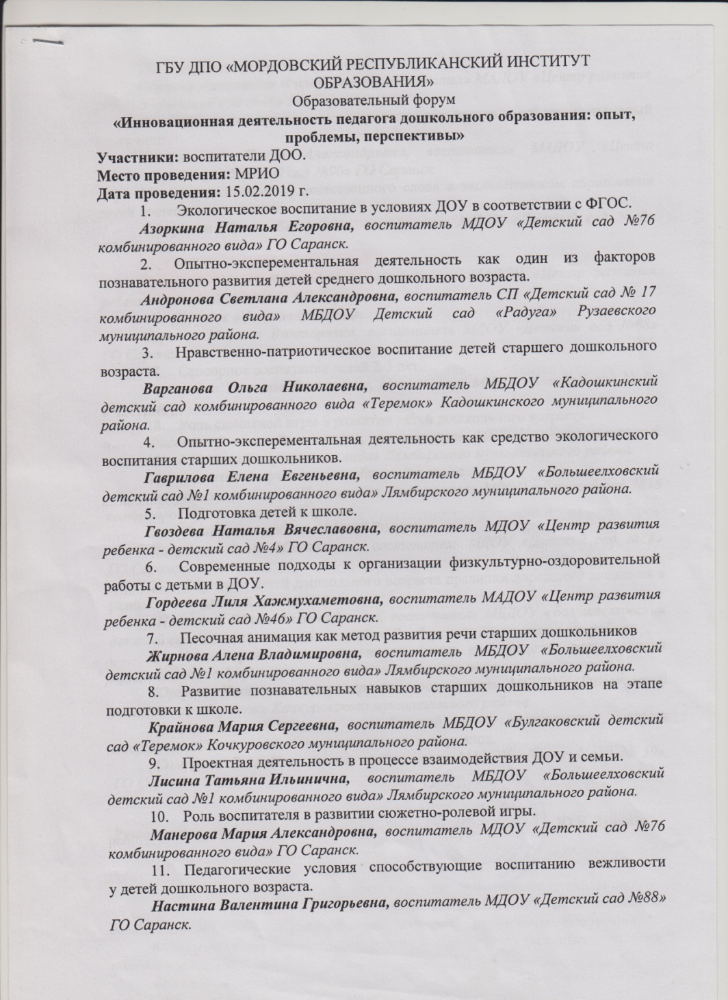 ГБУ ДПО «МОРДОВСКИЙ РЕСПУБЛИКАНСКИЙ ИНСТИТУТ
ОБРАЗОВАНИЯ»
Образовательный форум
«Инновационная деятельность педагога дошкольного образования: опыт,
проблемы, перспективы»
Участники: воспитатели ДОО.
Место проведения: МРИО
Дата проведения: 15.02.2019 г.
1. Экологическое воспитание в условиях ДОУ в соответствии с ФГОС.
Азоркина Наталья Егоровна, воспитатель МДОУ «Детский сад №76
комбинированного вида» ГО Саранск.
2. Опытно-эксперементальная деятельность как один из факторов
познавательного развития детей среднего дошкольного возраста.
Андронова Светлана Александровна, воспитатель СП «Детский сад № 17
комбинированного вида» МБДОУ Детский сад «Радуга» Рузаевского
муниципального района.
3. Нравственно-патриотическое воспитание детей старшего дошкольного
возраста.
Варганова Ольга Николаевна, воспитатель МБДОУ «Кадошкинский
детский сад комбинированного вида «Теремок» Кадошкинского муниципального
района.
4. Опытно-эксперементальная деятельность как средство экологического
воспитания старших дошкольников.
Гаврилова Елена Евгеньевна, воспитатель МБДОУ «Большеелховский
детский сад №1 комбинированного вида» Лямбирского муниципального района.
5. Подготовка детей к школе.
Гвоздева Наталья Вячеславовна, воспитатель МДОУ «Центр развития
ребенка - детский сад №4» ГО Саранск.
6. Современные подходы к организации физкультурно-оздоровительной
работы с детьми в ДОУ.
Гордеева Лиля Хажмухаметовна, воспитатель МАДОУ «Центр развития
ребенка - детский сад №46» ГО Саранск.
7. Песочная анимация как метод развития речи старших дошкольников
Жирнова Алена Владимировна, воспитатель МБДОУ «Большеелховский
детский сад №1 комбинированного вида» Лямбирского муниципального района.
8. Развитие познавательных навыков старших дошкольников на этапе
подготовки к школе.
Крайнова Мария Сергеевна, воспитатель МБДОУ «Булгаковский детский
сад «Теремок» Кочкуровского муниципального района.
9. Проектная деятельность в процессе взаимодействия ДОУ и семьи.
Лисина Татьяна Ильинична, воспитатель МБДОУ «Большеелховский
детский сад №1 комбинированного вида» Лямбирского муниципального района.
10. Роль воспитателя в развитии сюжетно-ролевой игры.
Манерова Мария Александровна, воспитатель МДОУ «Детский сад №76
комбинированного вида» ГО Саранск.
11. Педагогические условия способствующие воспитанию вежливости
у детей дошкольного возраста.
Настина Валентина Григорьевна, воспитатель МДОУ «Детский сад №88»
ГО Саранск.